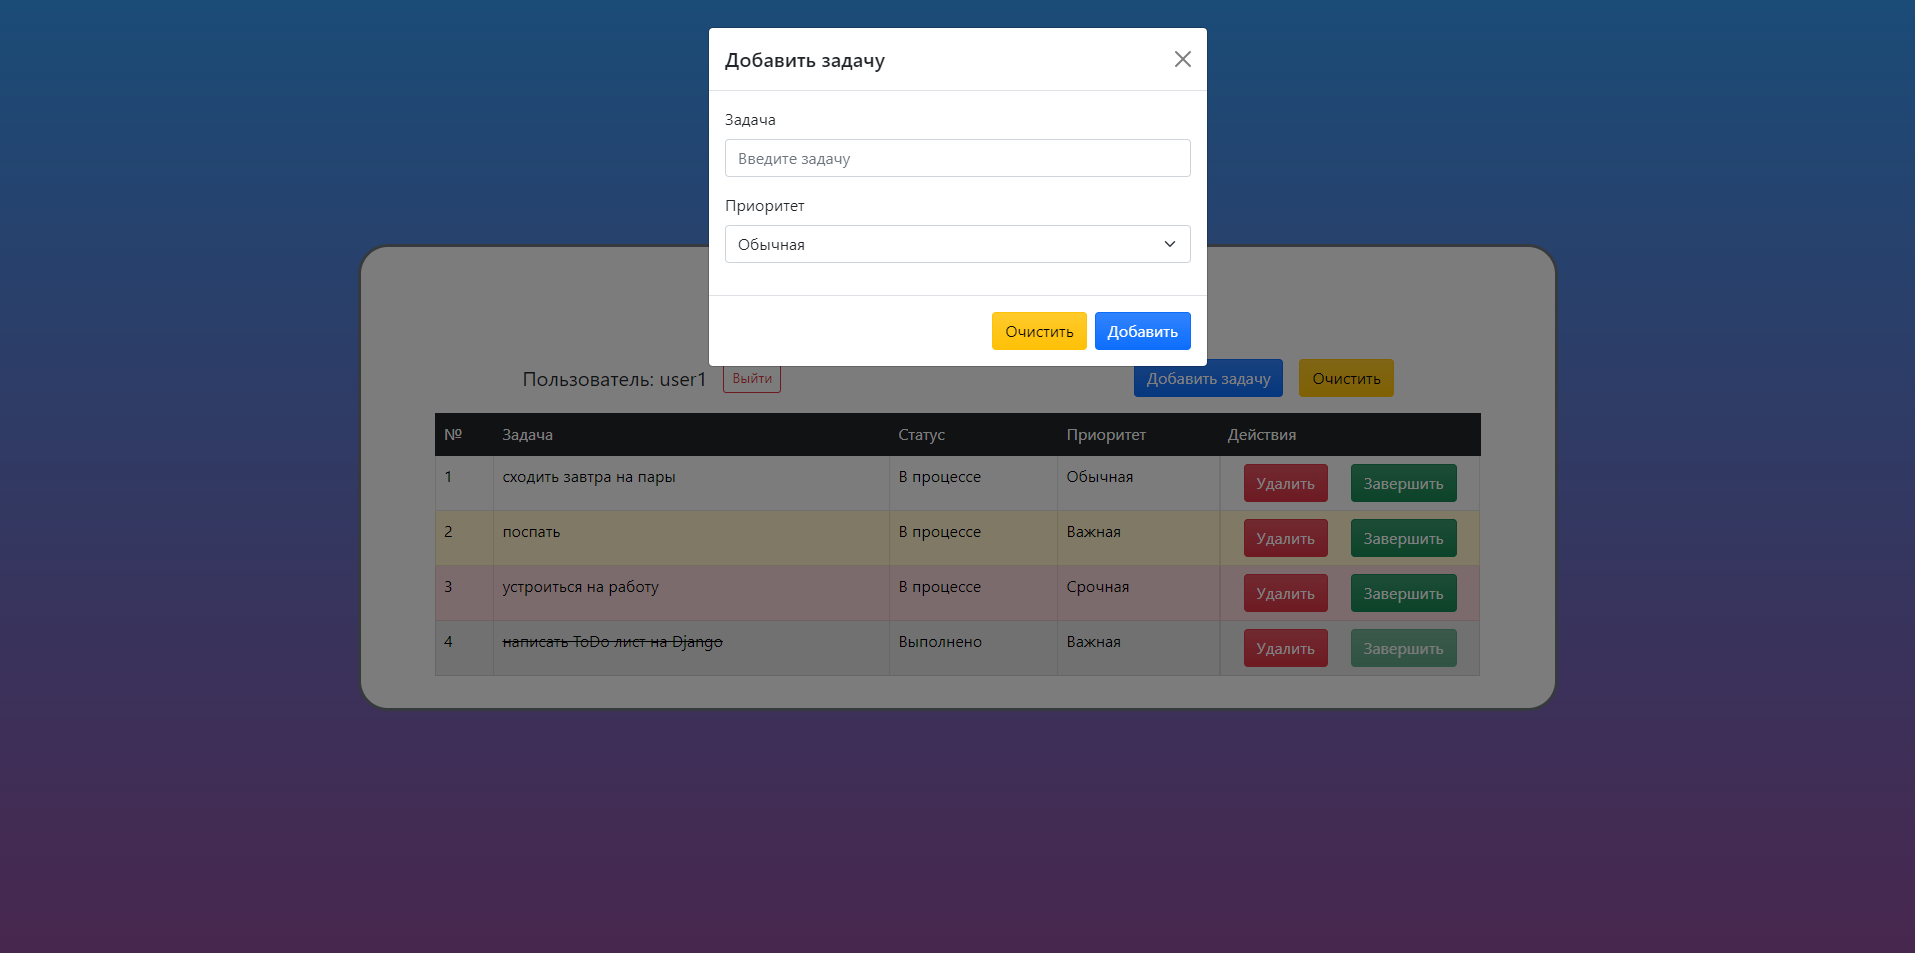 Добавить задачу
Задача
Введите задачу
Приоритет
Обычная
Очистить Добавить
Пользователь: user1 Выйти Добавить задачу Очистить
№ Задача Статус Приоритет Действия
1 сходить завтра на пары В процессе Обычная Удалить Завершить
2 поспать В процессе Важная Удалить Завершить
3 устроиться на работу В процессе Срочная Удалить Завершить
4 написать ToDo лист на Django Выполнено Важная Удалить Завершить